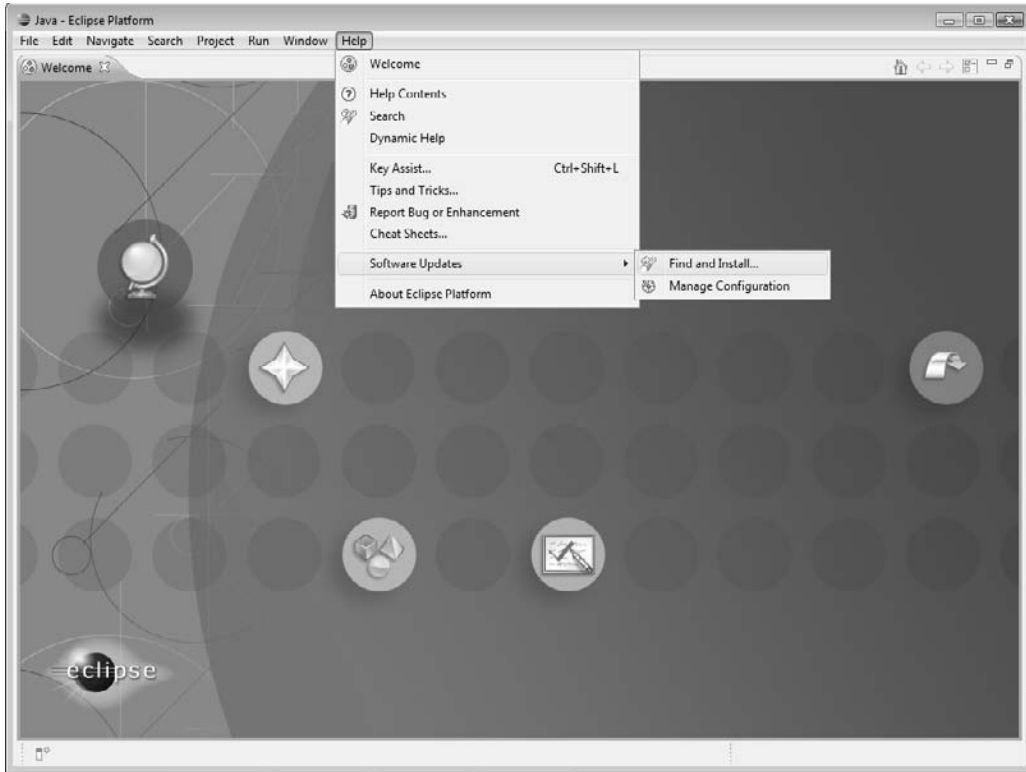 Java - Eclipse Platform
File Edit Navigate Search Project Run Window Help
Welcome
Welcome
Help Contents
Search
Dynamic Help
Key Assist... Ctrl+Shift+L
Tips and Tricks...
Report Bug or Enhancement
Cheat Sheets...
Software Updates
Find and Install...
Manage Configuration
About Eclipse Platform
eclipse